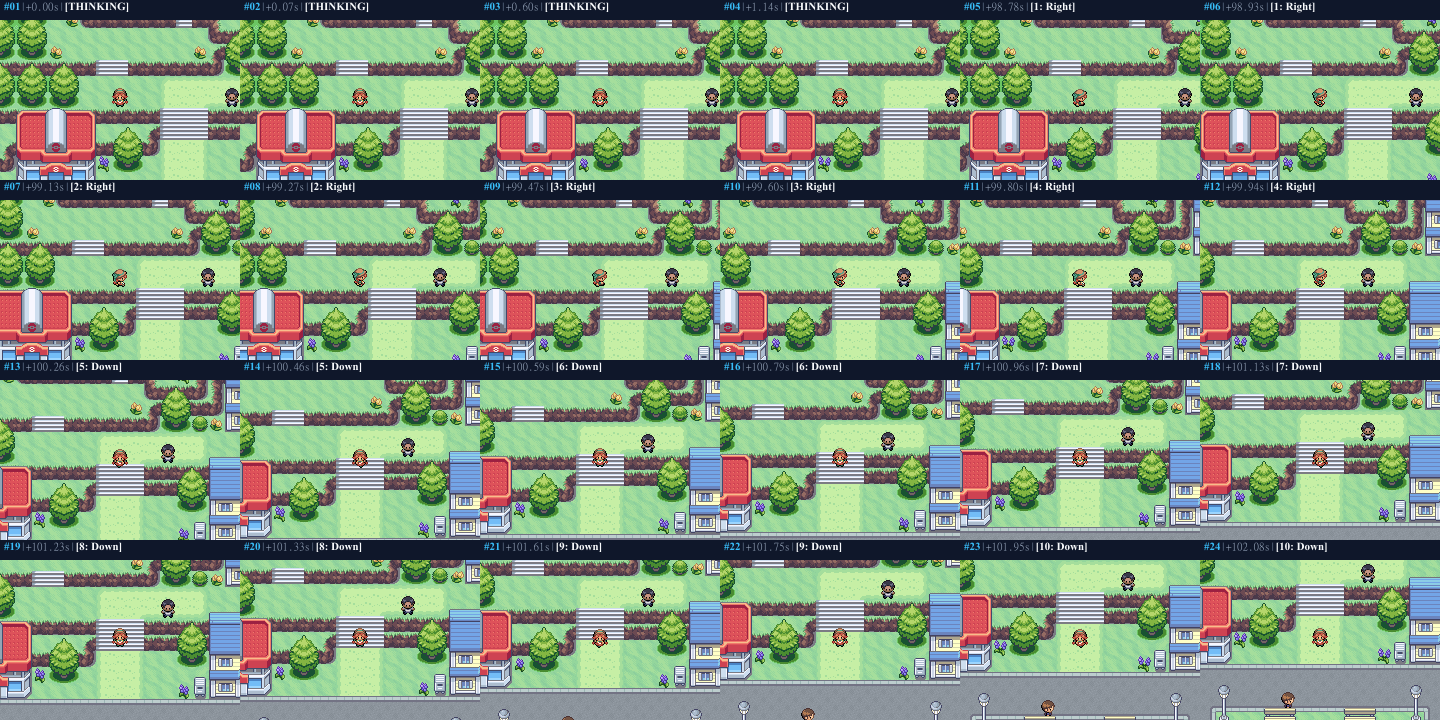 #01 | +0.00s | [THINKING] #02 | +0.07s | [THINKING] #03 | +0.60s | [THINKING] #04 | +1.14s | [THINKING] #05 | +98.78s | [1: Right] #06 | +98.93s | [1: Right]
#07 | +99.13s | [2: Right] #08 | +99.27s | [2: Right] #09 | +99.47s | [3: Right] #10 | +99.60s | [3: Right] #11 | +99.80s | [4: Right] #12 | +99.94s | [4: Right]
#13 | +100.26s | [5: Down] #14 | +100.46s | [5: Down] #15 | +100.59s | [6: Down] #16 | +100.79s | [6: Down] #17 | +100.96s | [7: Down] #18 | +101.13s | [7: Down]
#19 | +101.23s | [8: Down] #20 | +101.33s | [8: Down] #21 | +101.61s | [9: Down] #22 | +101.75s | [9: Down] #23 | +101.95s | [10: Down] #24 | +102.08s | [10: Down]